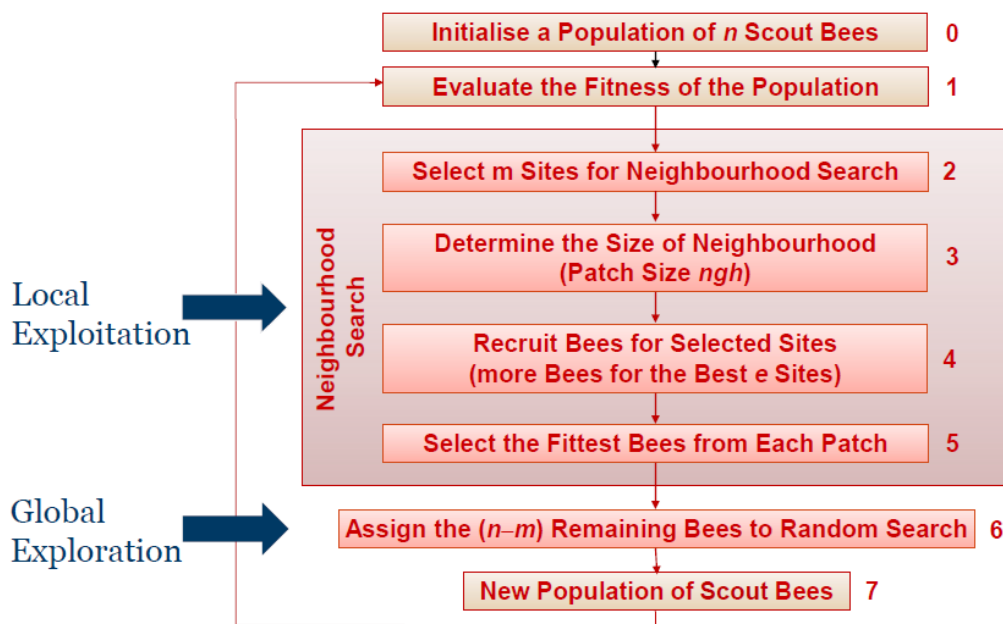 Initialise a Population of n Scout Bees
0
Evaluate the Fitness of the Population
1
Select m Sites for Neighbourhood Search
2
Determine the Size of Neighbourhood
(Patch Size ngh)
3
Neighbourhood
Search
Local
Exploitation
Recruit Bees for Selected Sites
(more Bees for the Best e Sites)
4
Select the Fittest Bees from Each Patch
5
Global
Exploration
Assign the (n–m) Remaining Bees to Random Search
6
New Population of Scout Bees
7